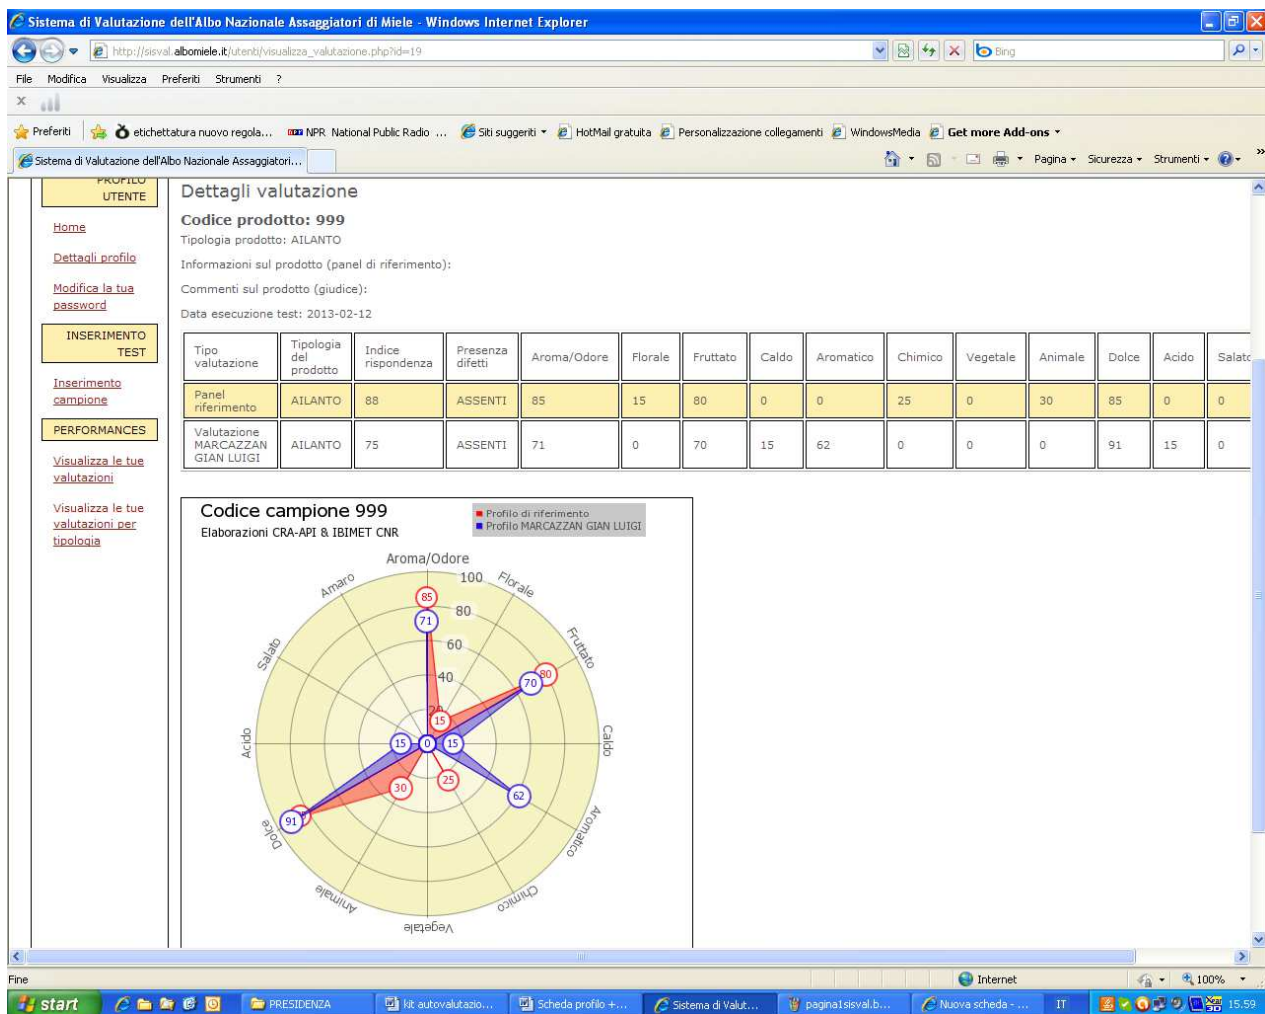 Sistema di Valutazione dell'Albo Nazionale Assaggiatori di Miele - Windows Internet Explorer
http://sisval.albomiele.it/utenti/visualizza_valutazione.php?id=19
Bing
File Modifica Visualizza Preferiti Strumenti ?
x
Preferiti etichettatura nuovo regola... NPR National Public Radio ... Siti suggeriti HotMail gratuita Personalizzazione collegamenti WindowsMedia Get more Add-ons
Sistema di Valutazione dell'Albo Nazionale Assaggiatori... Pagina Sicurezza Strumenti »
PROFILO
UTENTE
Home
Dettagli profilo
Modifica la tua
password
INSERIMENTO
TEST
Inserimento
campione
PERFORMANCES
Visualizza le tue
valutazioni
Visualizza le tue
valutazioni per
tipologia
Dettagli valutazione
Codice prodotto: 999
Tipologia prodotto: AILANTO
Informazioni sul prodotto (panel di riferimento):
Commenti sul prodotto (giudice):
Data esecuzione test: 2013-02-12
Tipo valutazione Tipologia del prodotto Indice rispondenza Presenza difetti Aroma/Odore Florale Fruttato Caldo Aromatico Chimico Vegetale Animale Dolce Acido Salato
Panel riferimento AILANTO 88 ASSENTI 85 15 80 0 0 25 0 30 85 0 0
Valutazione MARCAZZAN GIAN LUIGI AILANTO 75 ASSENTI 71 0 70 15 62 0 0 0 91 15 0
Codice campione 999
Elaborazioni CRA-API & IBIMET CNR
Profilo di riferimento
Profilo MARCAZZAN GIAN LUIGI
Aroma/Odore
Florale
Fruttato
Caldo
Aromatico
Chimico
Vegetale
Animale
Dolce
Acido
Salato
Amaro
100
80
60
40
20
85
71
80
70
15
15
0
15
62
25
30
91
Fine Internet 100%
start PRESIDENZA kit autovalutazio... Scheda profilo +... Sistema di Valut... pagina1sisval.b... Nuova scheda - ... IT 15.59